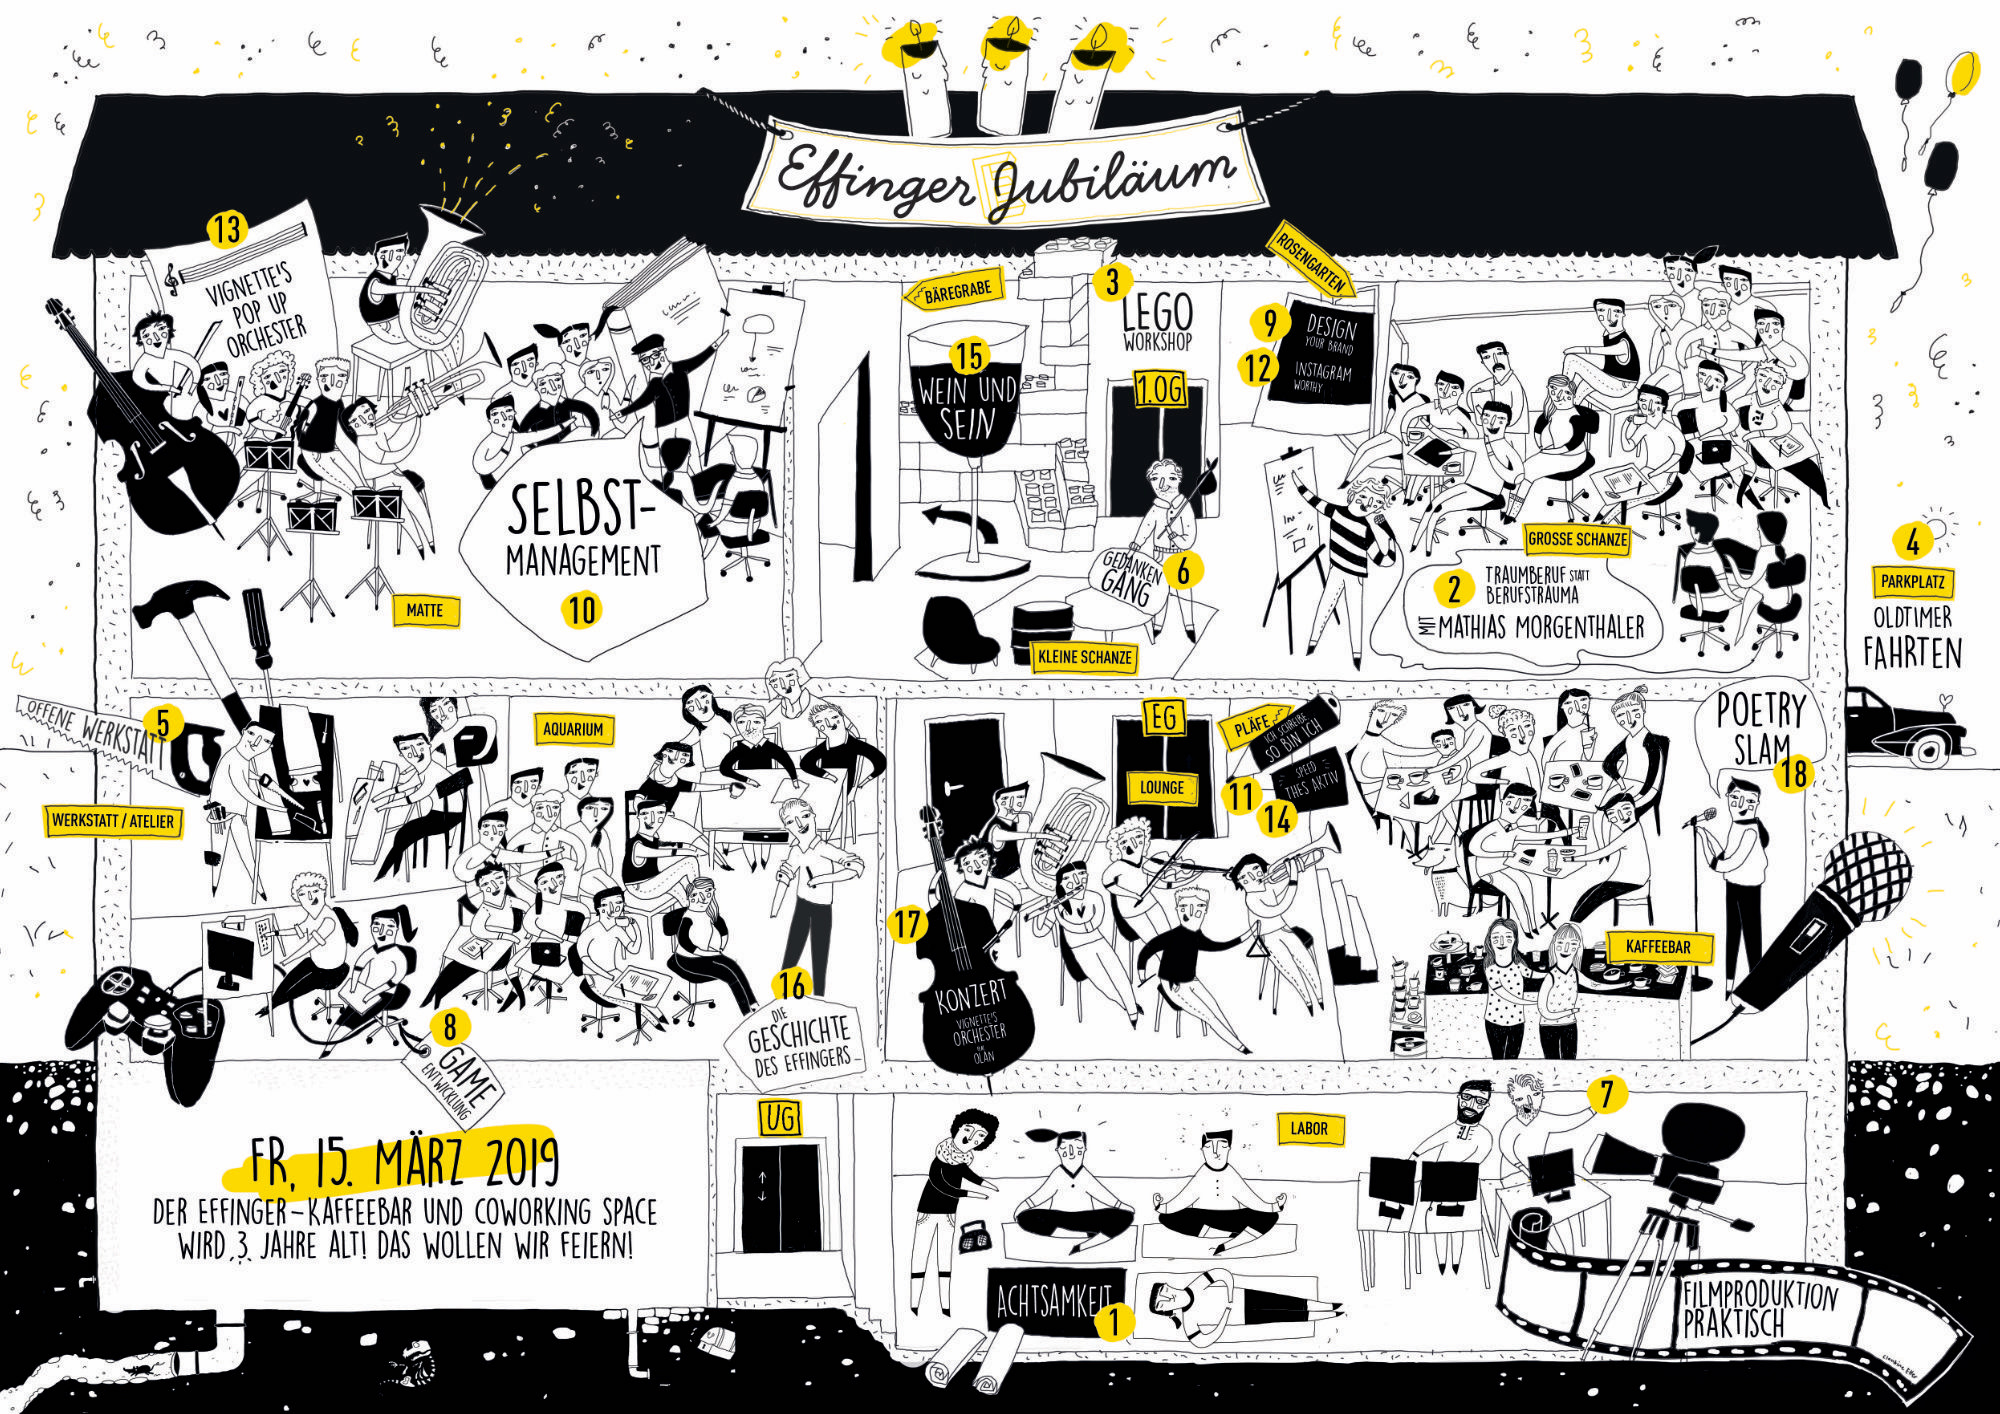 Effinger Jubiläum
13
VIGNETTE'S
POP UP
ORCHESTER
SELBST-
MANAGEMENT
10
MATTE
BÄREGRABE
15
WEIN UND
SEIN
3
LEGO
WORKSHOP
1.OG
GEDANKEN
GANG
6
KLEINE SCHANZE
ROSENGARTEN
9
DESIGN
YOUR BRAND
12
INSTAGRAM
WORTHY
GROSSE SCHANZE
2
TRAUMBERUF STATT
BERUFSTRAUMA
MIT MATHIAS MORGENTHALER
4
PARKPLATZ
OLDTIMER
FAHRTEN
OFFENE WERKSTATT
5
WERKSTATT / ATELIER
AQUARIUM
8
GAME
ENTWICKLUNG
16
DIE
GESCHICHTE
DES EFFINGERS
EG
LOUNGE
PLÄFE
ICH SCHREIBE
SO BIN ICH
11
SPEED
THES AKTIV
14
17
KONZERT
VIGNETTE'S
ORCHESTER
OLAN
POETRY
SLAM
18
KAFFEEBAR
FR, 15. MÄRZ 2019
DER EFFINGER-KAFFEEBAR UND COWORKING SPACE
WIRD 3 JAHRE ALT! DAS WOLLEN WIR FEIERN!
UG
LABOR
7
ACHTSAMKEIT
1
FILMPRODUKTION
PRAKTISCH